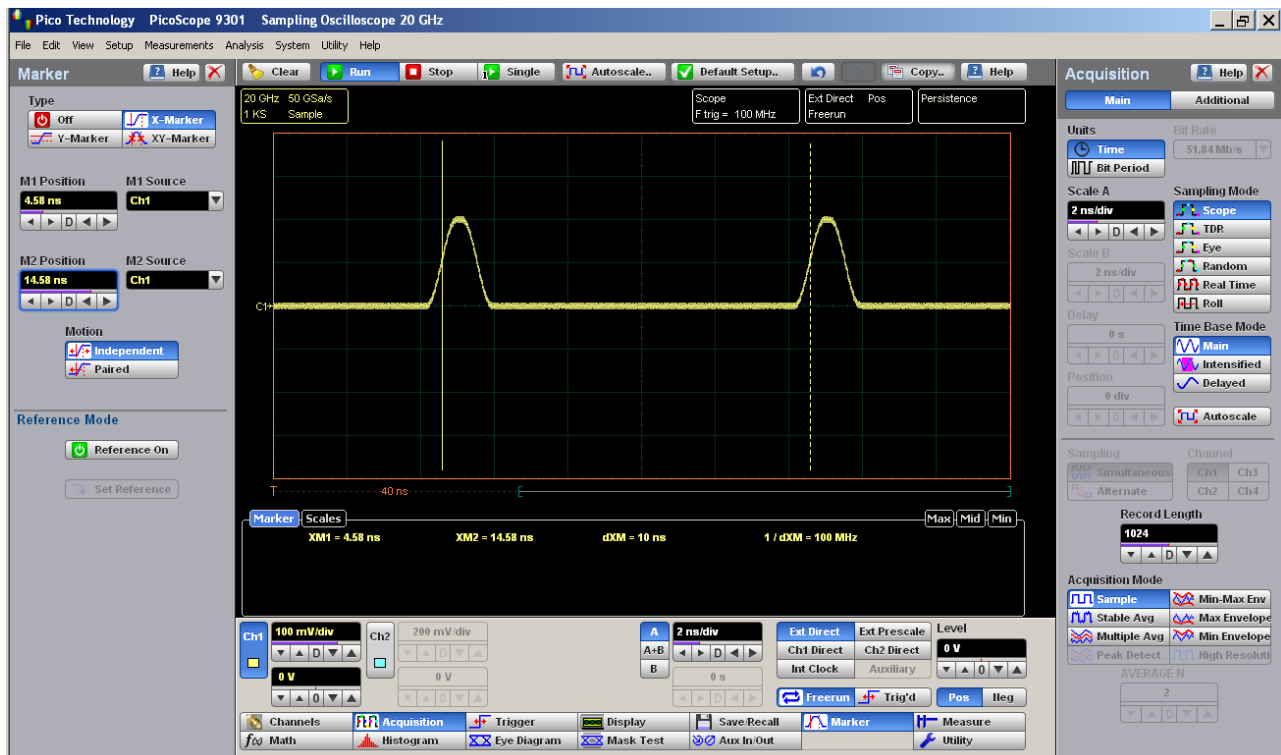 Pico Technology PicoScope 9301 Sampling Oscilloscope 20 GHz
File Edit View Setup Measurements Analysis System Utility Help
Marker Help
Type
Off X-Marker
Y-Marker XY-Marker
M1 Position M1 Source
4.58 ns Ch1
D
M2 Position M2 Source
14.58 ns Ch1
D
Motion
Independent
Paired
Reference Mode
Reference On
Set Reference
Clear Run Stop Single Autoscale.. Default Setup.. Copy.. Help
20 GHz 50 GSa/s
1 KS Sample
Scope
F trig = 100 MHz
Ext Direct Pos
Freerun
Persistence
C1
T 40 ns
Marker Scales Max Mid Min
XM1 = 4.58 ns XM2 = 14.58 ns dXM = 10 ns 1 / dXM = 100 MHz
Ch1 100 mV/div Ch2 200 mV/div
D D
0 V 0 V
0 0
A 2 ns/div
A+B D
B 0 s
D
Ext Direct Ext Prescale Level
Ch1 Direct Ch2 Direct 0 V
Int Clock Auxiliary 0
Freerun Trig'd Pos Neg
Channels Acquisition Trigger Display Save/Recall Marker Measure
f(x) Math Histogram Eye Diagram Mask Test Aux In/Out Utility
Acquisition Help
Main Additional
Units Bit Rate
Time 51.84 Mb/s
Bit Period
Scale A Sampling Mode
2 ns/div Scope
D TDR
Scale B Eye
2 ns/div Random
D Real Time
Roll
Delay Time Base Mode
0 s Main
0 Intensified
Position Delayed
0 div
0 Autoscale
Sampling Channel
Simultaneous Ch1 Ch3
Alternate Ch2 Ch4
Record Length
1024
D
Acquisition Mode
Sample Min-Max Env
Stable Avg Max Envelope
Multiple Avg Min Envelope
Peak Detect High Resoluti
AVERAGE N
2
D